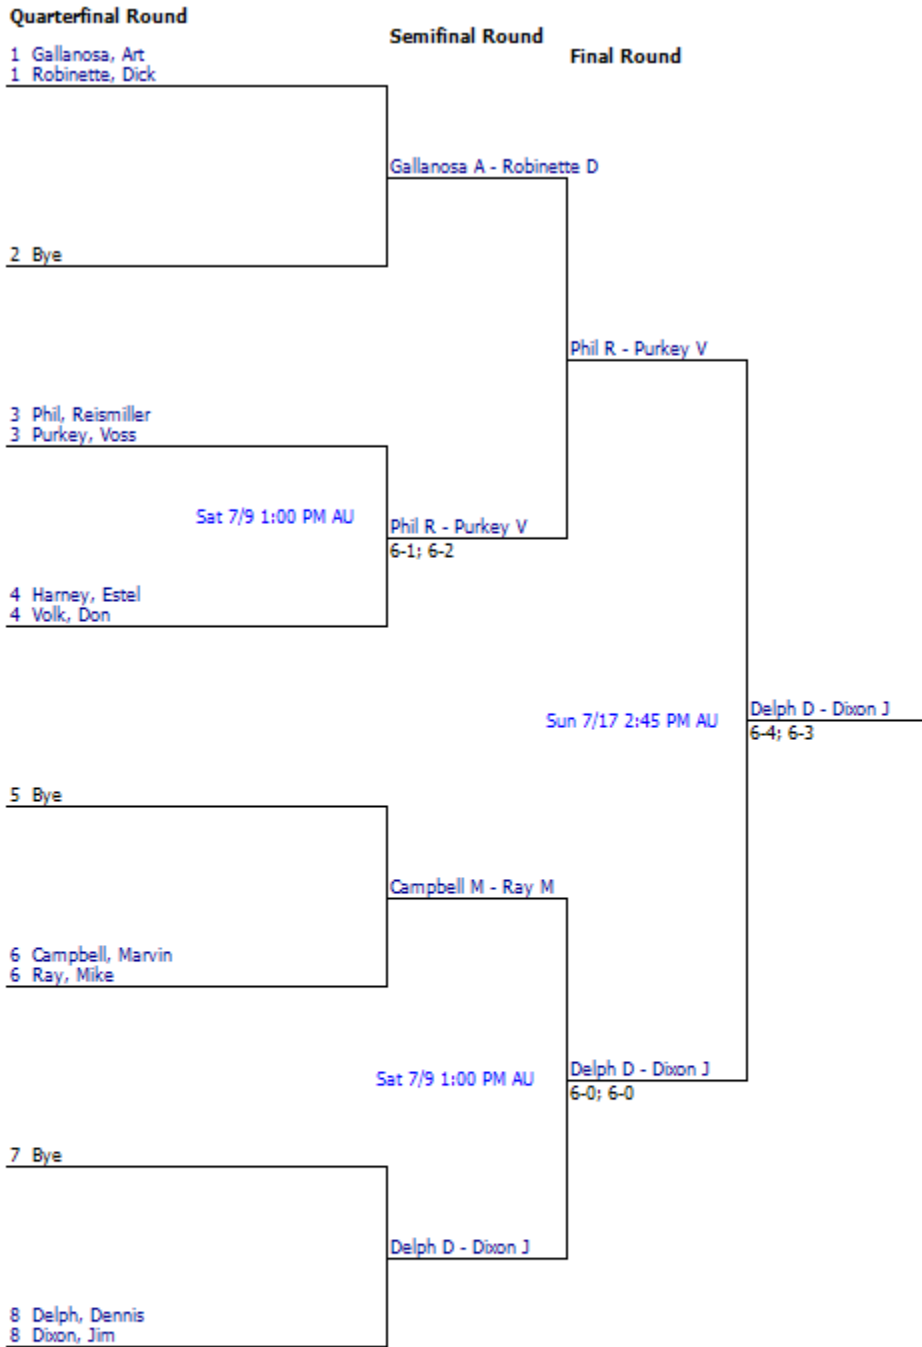 Quarterfinal Round
Semifinal Round
Final Round
1 Gallanosa, Art
1 Robinette, Dick
Gallanosa A - Robinette D
2 Bye
Phil R - Purkey V
3 Phil, Reismiller
3 Purkey, Voss
Sat 7/9 1:00 PM AU
Phil R - Purkey V
6-1; 6-2
4 Harney, Estel
4 Volk, Don
Sun 7/17 2:45 PM AU
Delph D - Dixon J
6-4; 6-3
5 Bye
Campbell M - Ray M
6 Campbell, Marvin
6 Ray, Mike
Sat 7/9 1:00 PM AU
Delph D - Dixon J
6-0; 6-0
7 Bye
Delph D - Dixon J
8 Delph, Dennis
8 Dixon, Jim